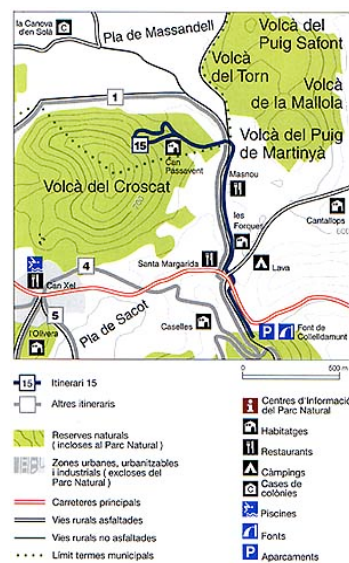 la Canova
d'en Solà
Pla de Massandell
Volcà del
Puig Safont
Volcà
del Torn
Volcà
de la Mallola
1
15
Can
Passavent
Volcà del Puig
de Martinyà
Volcà del Croscat
700
Masnou
les
Forques
Cantallops
Santa Margarida
Lava
Can Xel
4
5
Pla de Sacot
Caselles
l'Olivera
P
Font de
Colelldamunt
0
500 m
15 Itinerari 15
Altres itineraris
Reserves naturals
(incloses al Parc Natural)
Zones urbanes, urbanitzables
i industrials (excloses del
Parc Natural)
Carreteres principals
Vies rurals asfaltades
Vies rurals no asfaltades
Límit termes municipals
Centres d'Informació
del Parc Natural
Habitatges
Restaurants
Càmpings
Cases de
colònies
Piscines
Fonts
P Aparcaments